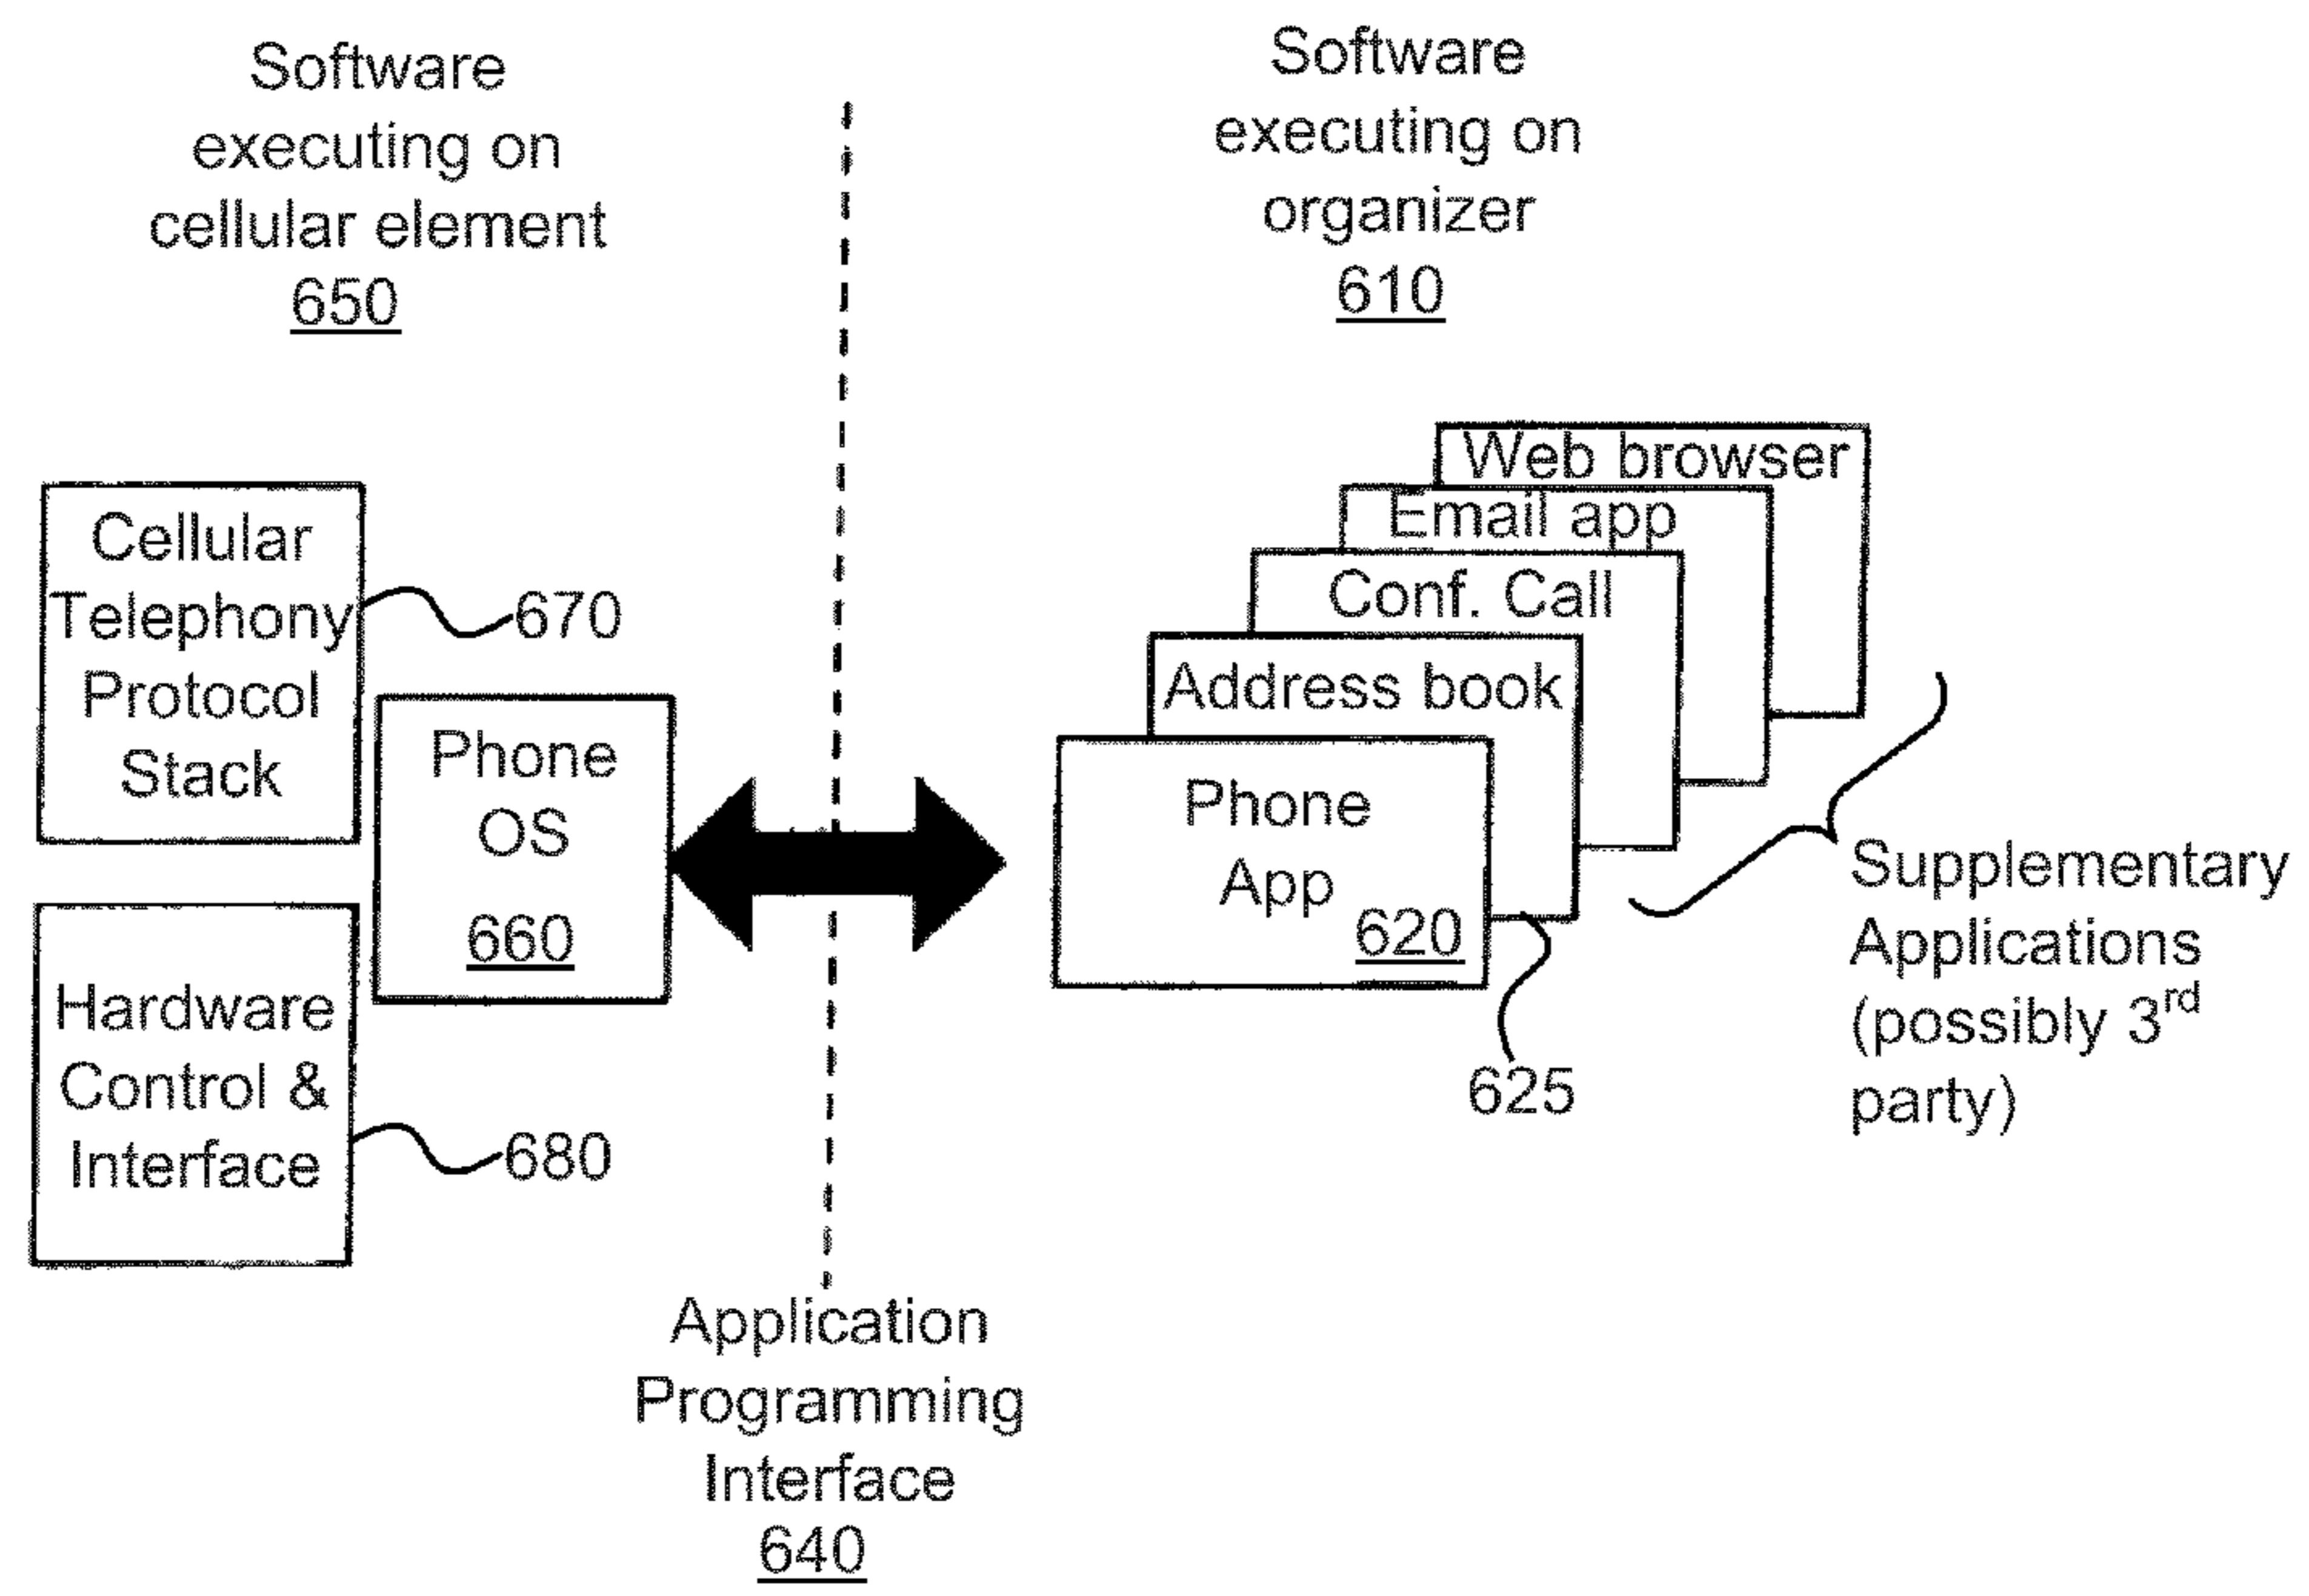 Software
executing on
cellular element
650
Software
executing on
organizer
610
Cellular
Telephony
Protocol
Stack
670
Phone
OS
660
Hardware
Control &
Interface
680
Web browser
Email app
Conf. Call
Address book
Phone
App
620
625
Supplementary
Applications
(possibly 3rd
party)
Application
Programming
Interface
640